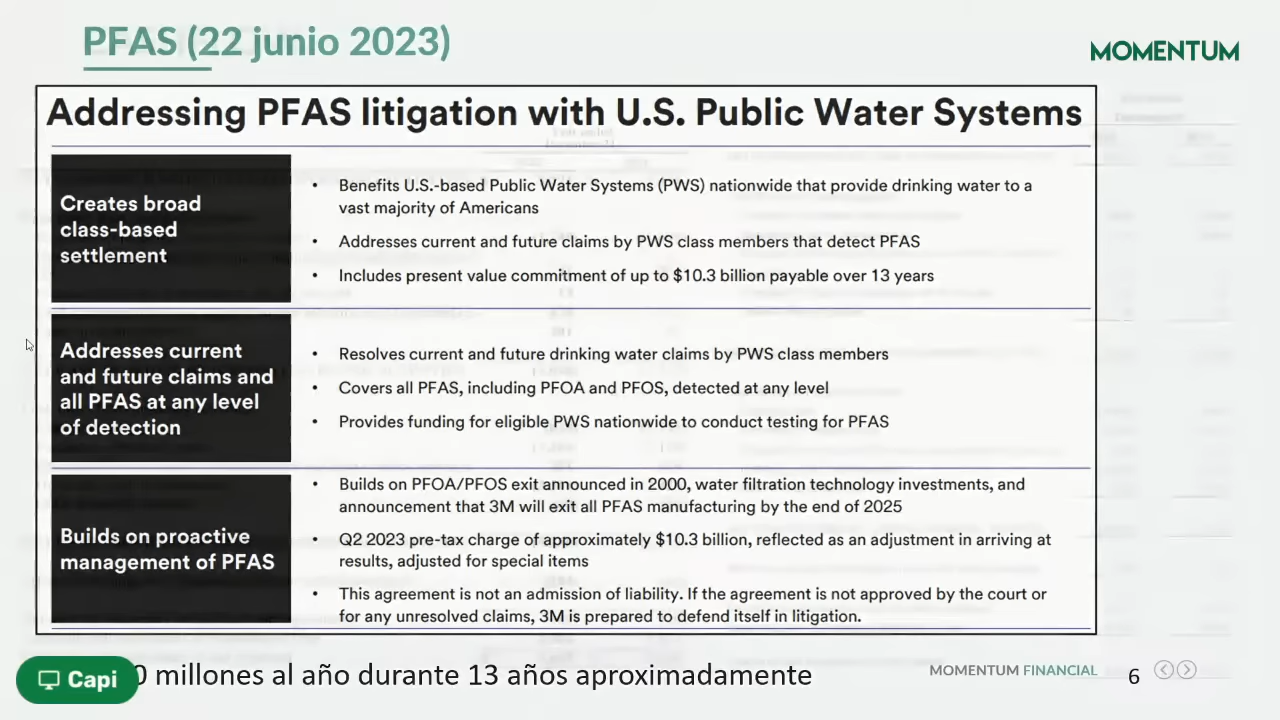 PFAS (22 junio 2023)
MOMENTUM
Addressing PFAS litigation with U.S. Public Water Systems
Creates broad
class-based
settlement
• Benefits U.S.-based Public Water Systems (PWS) nationwide that provide drinking water to a
vast majority of Americans
• Addresses current and future claims by PWS class members that detect PFAS
• Includes present value commitment of up to $10.3 billion payable over 13 years
Addresses current
and future claims and
all PFAS at any level
of detection
• Resolves current and future drinking water claims by PWS class members
• Covers all PFAS, including PFOA and PFOS, detected at any level
• Provides funding for eligible PWS nationwide to conduct testing for PFAS
Builds on proactive
management of PFAS
• Builds on PFOA/PFOS exit announced in 2000, water filtration technology investments, and
announcement that 3M will exit all PFAS manufacturing by the end of 2025
• Q2 2023 pre-tax charge of approximately $10.3 billion, reflected as an adjustment in arriving at
results, adjusted for special items
• This agreement is not an admission of liability. If the agreement is not approved by the court or
for any unresolved claims, 3M is prepared to defend itself in litigation.
Capi
millones al año durante 13 años aproximadamente
MOMENTUM FINANCIAL
6